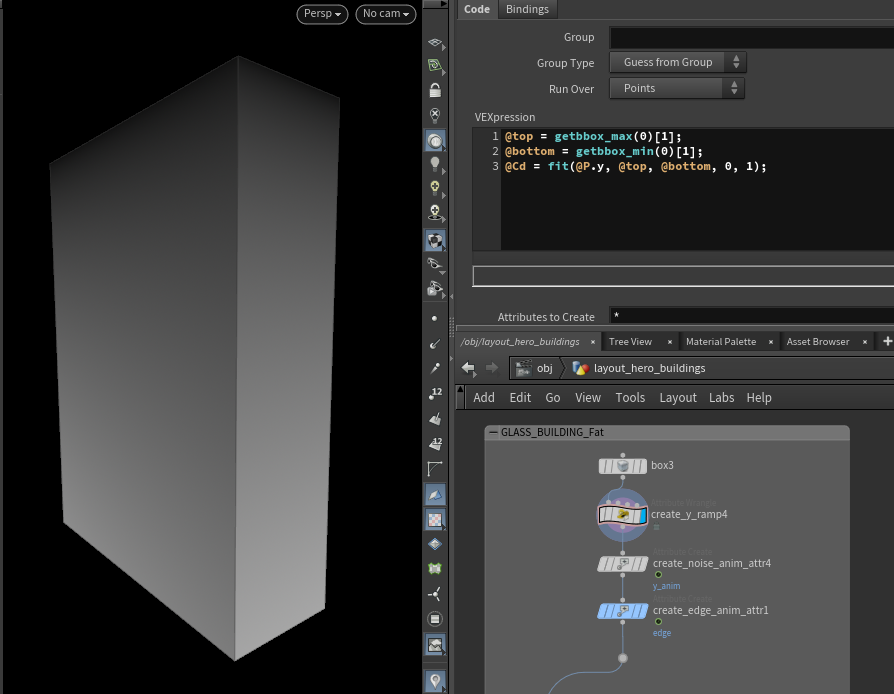 Persp
No cam
Code
Bindings
Group
Group Type
Guess from Group
Run Over
Points
VEXpression
1 @top = getbbox_max(0)[1];
2 @bottom = getbbox_min(0)[1];
3 @Cd = fit(@P.y, @top, @bottom, 0, 1);
12
12
Attributes to Create
*
/obj/layout_hero_buildings ×
Tree View ×
Material Palette ×
Asset Browser ×
obj
layout_hero_buildings
Add Edit Go View Tools Layout Labs Help
GLASS_BUILDING_Fat
box3
Attribute Wrangle
create_y_ramp4
Attribute Create
create_noise_anim_attr4
y_anim
Attribute Create
create_edge_anim_attr1
edge